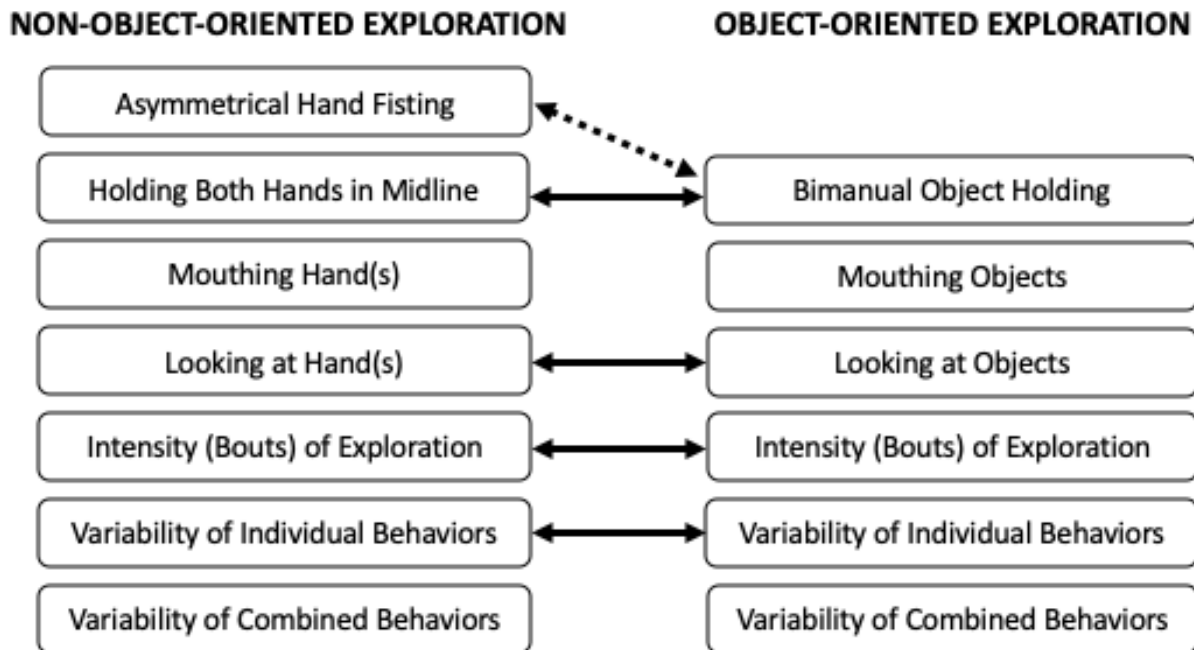 NON-OBJECT-ORIENTED EXPLORATION
OBJECT-ORIENTED EXPLORATION
Asymmetrical Hand Fisting
Holding Both Hands in Midline
Bimanual Object Holding
Mouthing Hand(s)
Mouthing Objects
Looking at Hand(s)
Looking at Objects
Intensity (Bouts) of Exploration
Intensity (Bouts) of Exploration
Variability of Individual Behaviors
Variability of Individual Behaviors
Variability of Combined Behaviors
Variability of Combined Behaviors